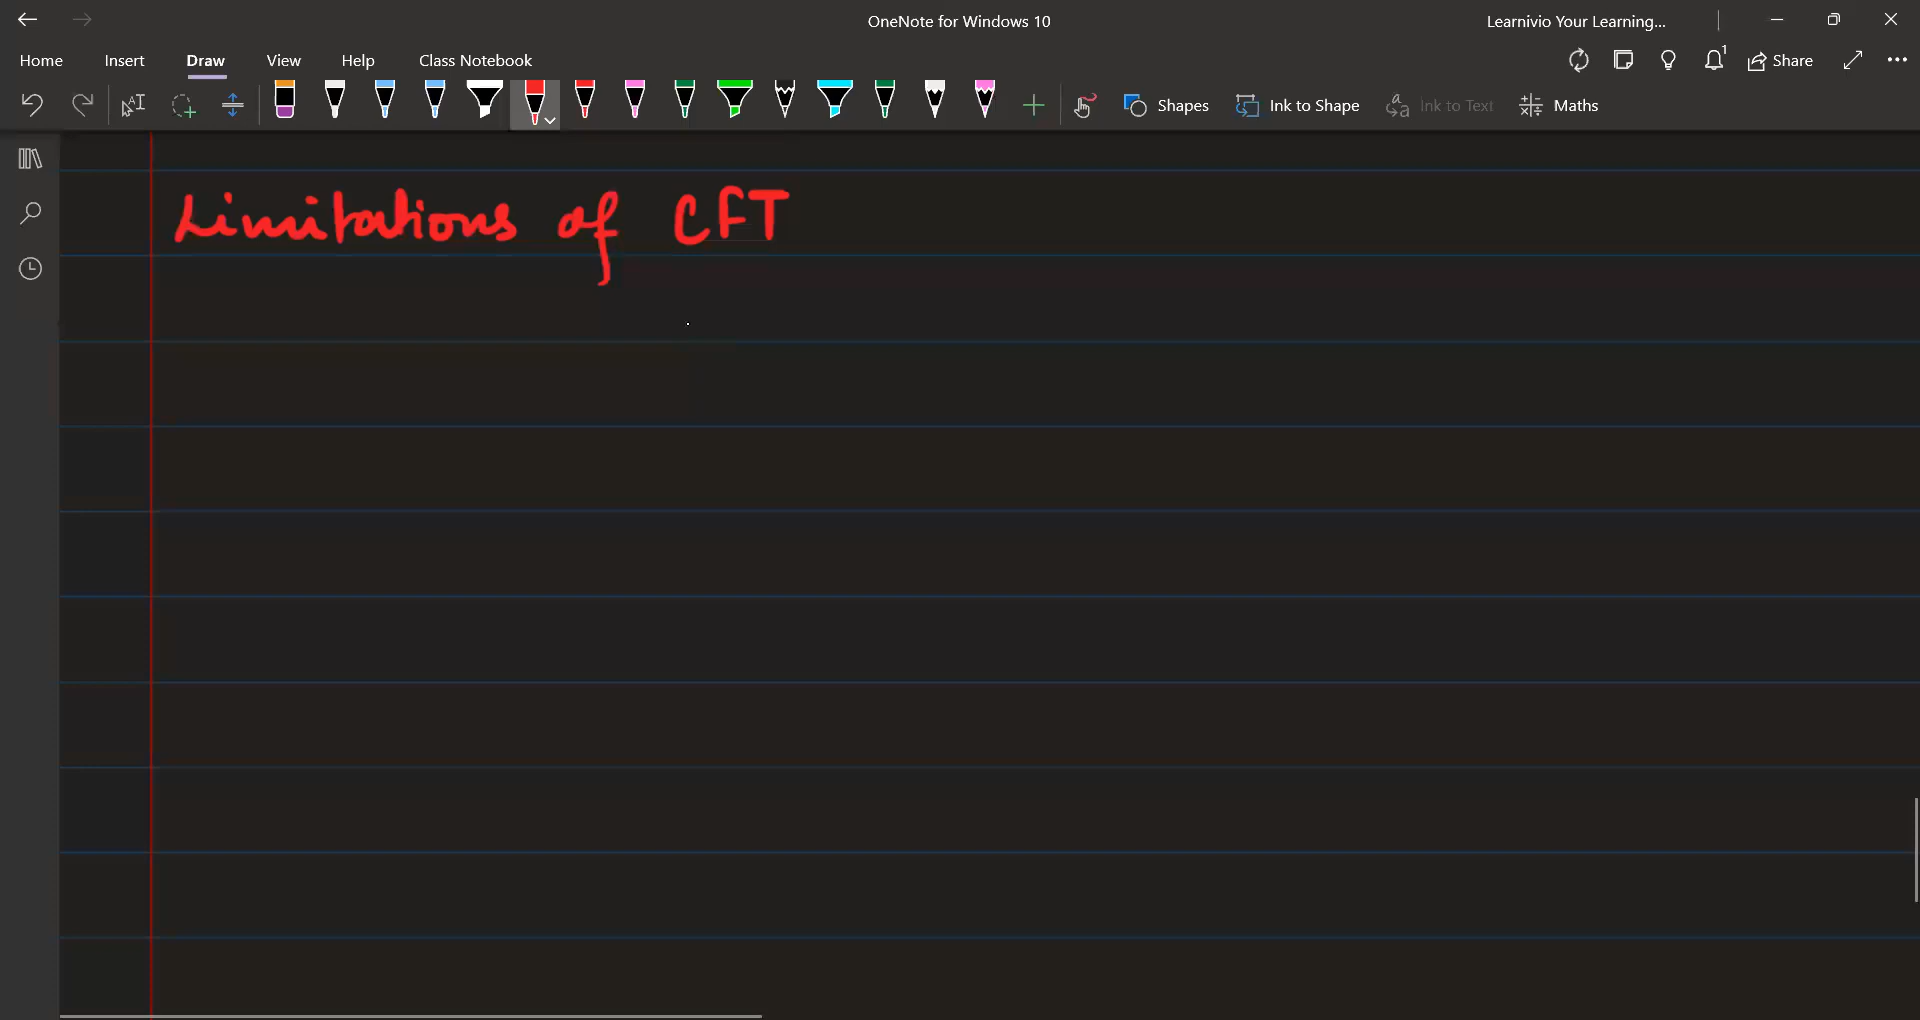 OneNote for Windows 10
Learnivio Your Learning...
Home Insert Draw View Help Class Notebook
1
Share
Shapes Ink to Shape Ink to Text Maths
Limitations of CFT